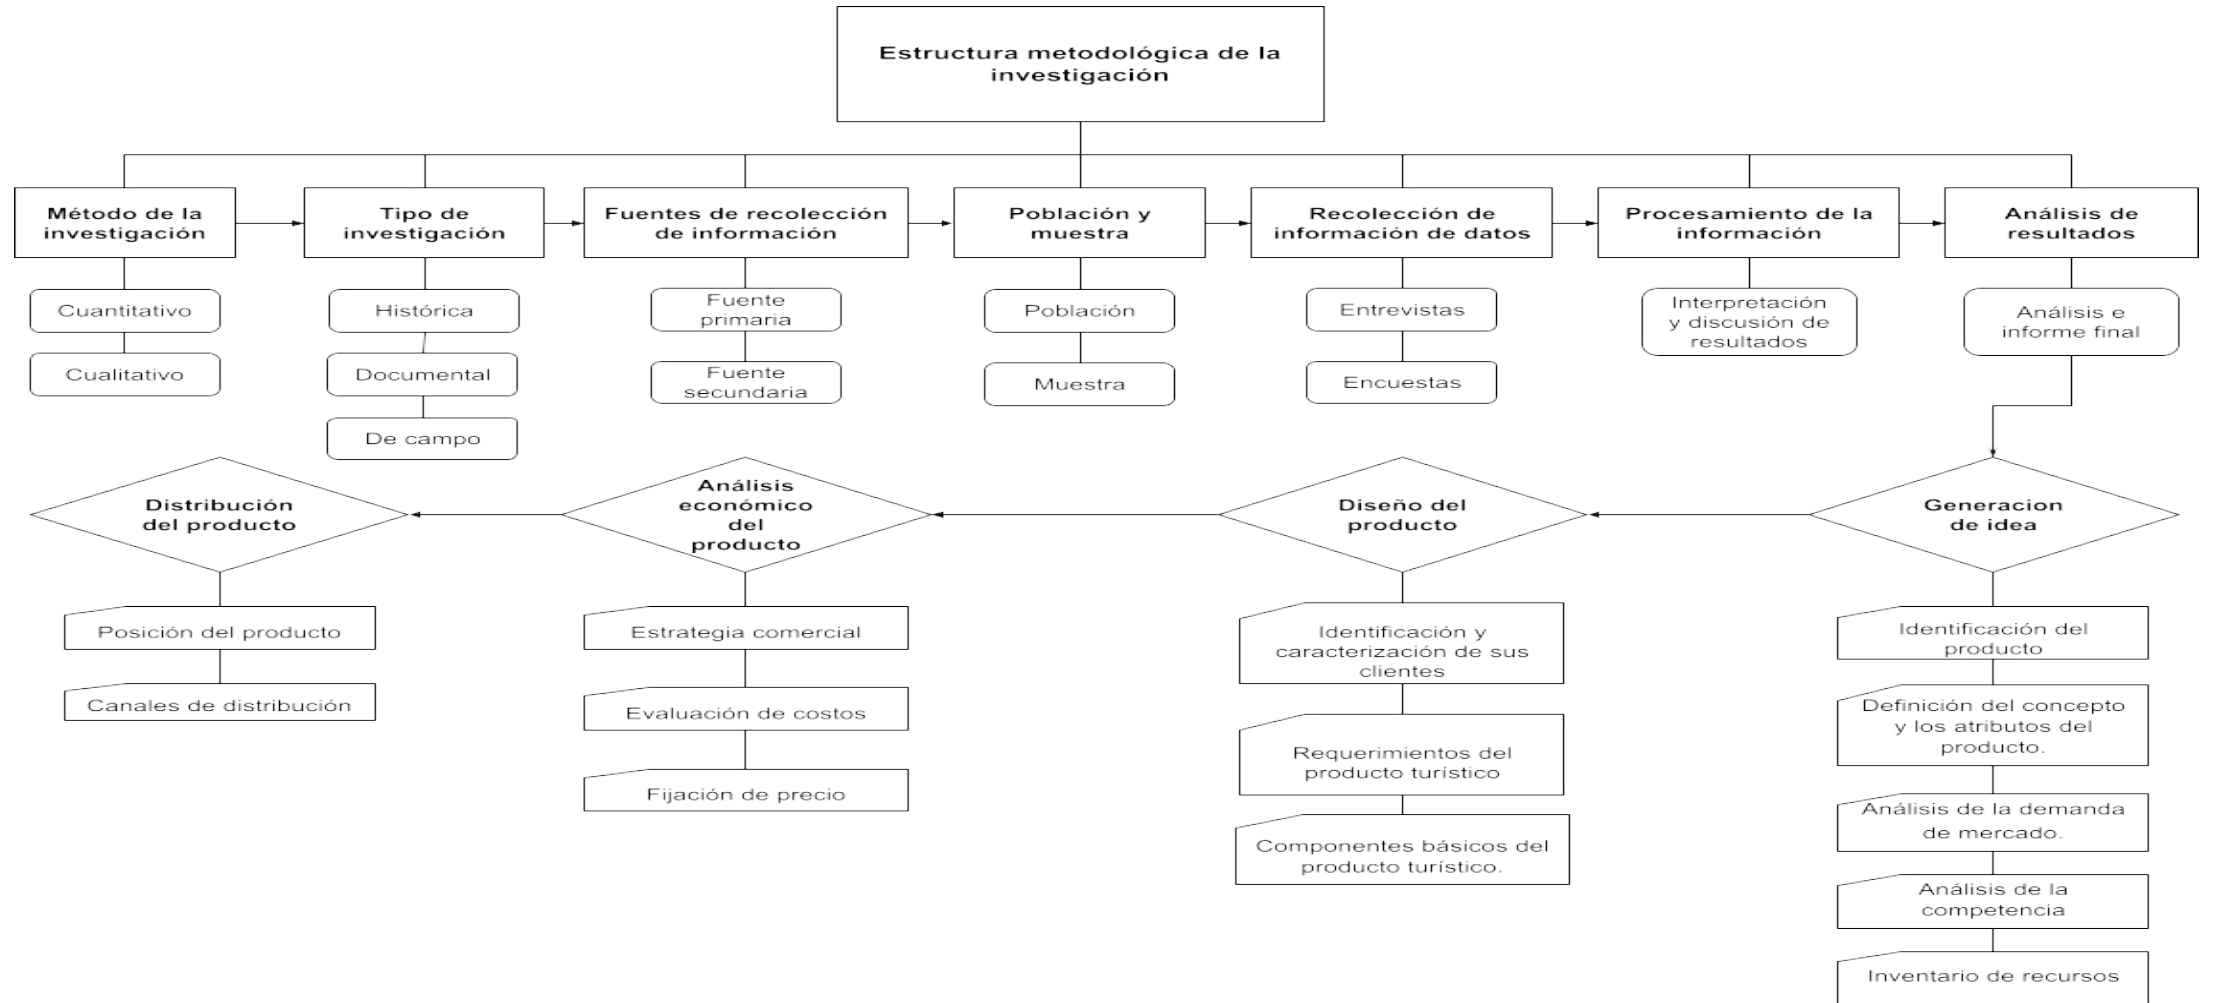 Estructura metodológica de la
investigación
Método de la
investigación
Tipo de
investigación
Fuentes de recolección
de información
Población y
muestra
Recolección de
información de datos
Procesamiento de la
información
Análisis de
resultados
Cuantitativo
Cualitativo
Histórica
Documental
De campo
Fuente
primaria
Fuente
secundaria
Población
Muestra
Entrevistas
Encuestas
Interpretación
y discusión de
resultados
Análisis e
informe final
Distribución
del producto
Análisis
económico
del
producto
Diseño del
producto
Generacion
de idea
Posición del producto
Canales de distribución
Estrategia comercial
Evaluación de costos
Fijación de precio
Identificación y
caracterización de sus
clientes
Requerimientos del
producto turístico
Componentes básicos del
producto turístico.
Identificación del
producto
Definición del concepto
y los atributos del
producto.
Análisis de la demanda
de mercado.
Análisis de la
competencia
Inventario de recursos